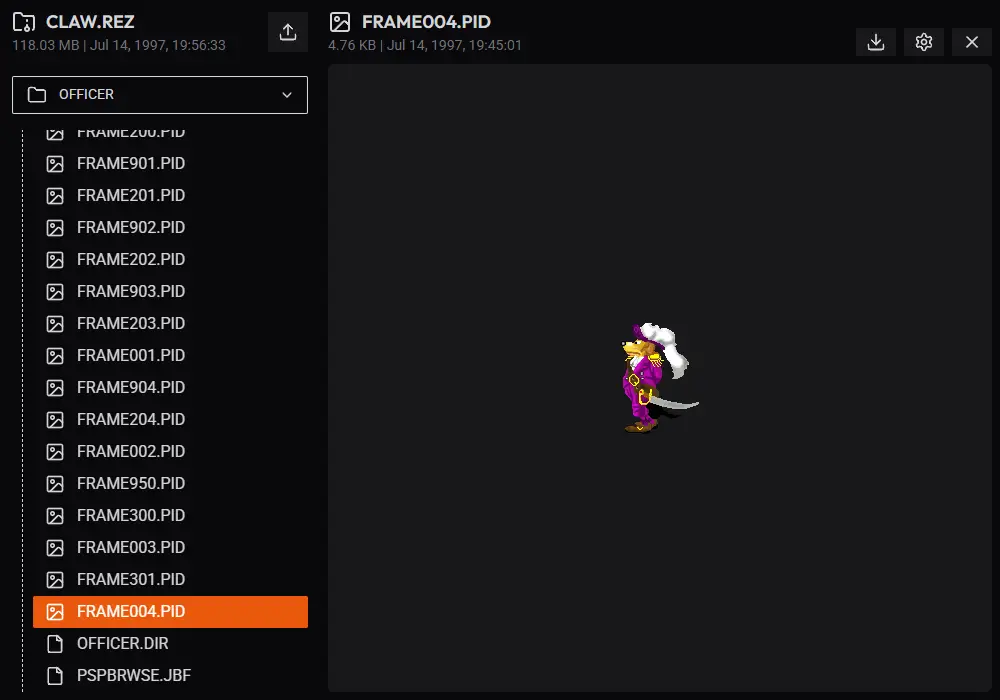 CLAW.REZ
118.03 MB | Jul 14, 1997, 19:56:33
FRAME004.PID
4.76 KB | Jul 14, 1997, 19:45:01
OFFICER
FRAME200.PID
FRAME901.PID
FRAME201.PID
FRAME902.PID
FRAME202.PID
FRAME903.PID
FRAME203.PID
FRAME001.PID
FRAME904.PID
FRAME204.PID
FRAME002.PID
FRAME950.PID
FRAME300.PID
FRAME003.PID
FRAME301.PID
FRAME004.PID
OFFICER.DIR
PSPBRWSE.JBF